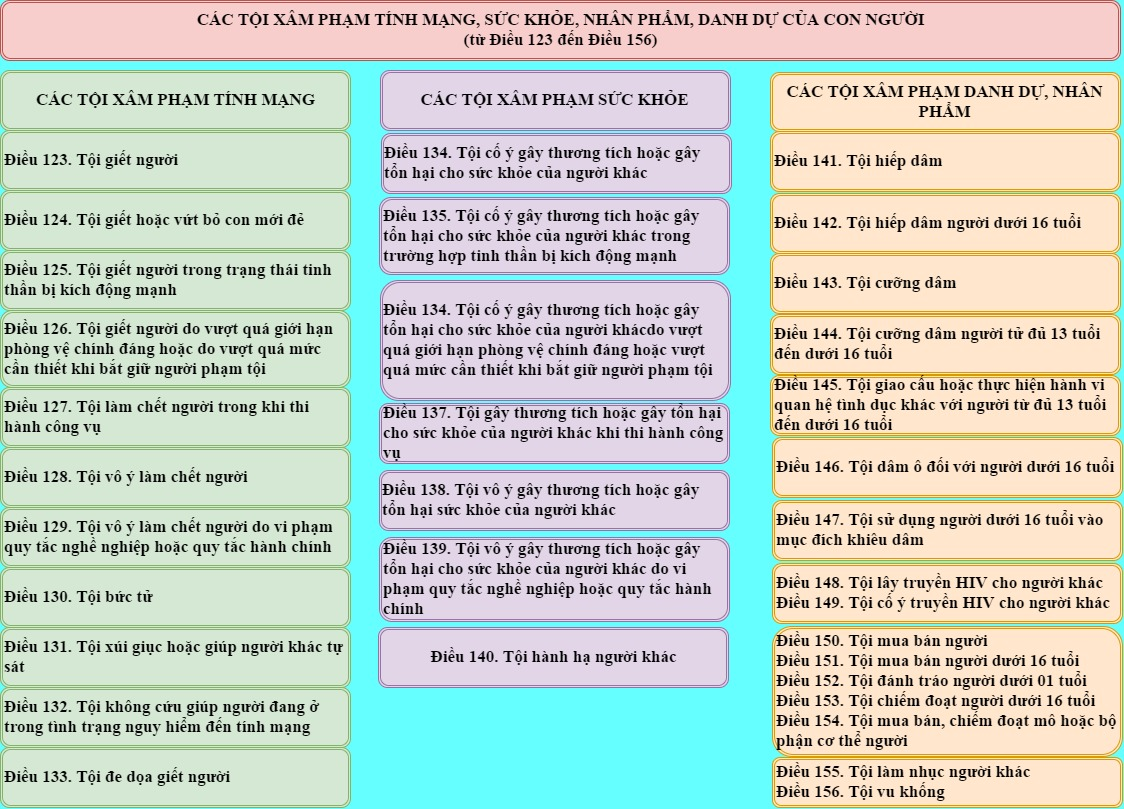 CÁC TỘI XÂM PHẠM TÍNH MẠNG, SỨC KHỎE, NHÂN PHẨM, DANH DỰ CỦA CON NGƯỜI
(từ Điều 123 đến Điều 156)
CÁC TỘI XÂM PHẠM TÍNH MẠNG
Điều 123. Tội giết người
Điều 124. Tội giết hoặc vứt bỏ con mới đẻ
Điều 125. Tội giết người trong trạng thái tinh
thần bị kích động mạnh
Điều 126. Tội giết người do vượt quá giới hạn
phòng vệ chính đáng hoặc do vượt quá mức
cần thiết khi bắt giữ người phạm tội
Điều 127. Tội làm chết người trong khi thi
hành công vụ
Điều 128. Tội vô ý làm chết người
Điều 129. Tội vô ý làm chết người do vi phạm
quy tắc nghề nghiệp hoặc quy tắc hành chính
Điều 130. Tội bức tử
Điều 131. Tội xúi giục hoặc giúp người khác tự
sát
Điều 132. Tội không cứu giúp người đang ở
trong tình trạng nguy hiểm đến tính mạng
Điều 133. Tội đe dọa giết người
CÁC TỘI XÂM PHẠM SỨC KHỎE
Điều 134. Tội cố ý gây thương tích hoặc gây
tổn hại cho sức khỏe của người khác
Điều 135. Tội cố ý gây thương tích hoặc gây
tổn hại cho sức khỏe của người khác trong
trường hợp tinh thần bị kích động mạnh
Điều 134. Tội cố ý gây thương tích hoặc gây
tổn hại cho sức khỏe của người khácdo vượt
quá giới hạn phòng vệ chính đáng hoặc vượt
quá mức cần thiết khi bắt giữ người phạm tội
Điều 137. Tội gây thương tích hoặc gây tổn hại
cho sức khỏe của người khác khi thi hành công
vụ
Điều 138. Tội vô ý gây thương tích hoặc gây
tổn hại sức khỏe của người khác
Điều 139. Tội vô ý gây thương tích hoặc gây
tổn hại cho sức khỏe của người khác do vi
phạm quy tắc nghề nghiệp hoặc quy tắc hành
chính
Điều 140. Tội hành hạ người khác
CÁC TỘI XÂM PHẠM DANH DỰ, NHÂN
PHẨM
Điều 141. Tội hiếp dâm
Điều 142. Tội hiếp dâm người dưới 16 tuổi
Điều 143. Tội cưỡng dâm
Điều 144. Tội cưỡng dâm người từ đủ 13 tuổi
đến dưới 16 tuổi
Điều 145. Tội giao cấu hoặc thực hiện hành vi
quan hệ tình dục khác với người từ đủ 13 tuổi
đến dưới 16 tuổi
Điều 146. Tội dâm ô đối với người dưới 16 tuổi
Điều 147. Tội sử dụng người dưới 16 tuổi vào
mục đích khiêu dâm
Điều 148. Tội lây truyền HIV cho người khác
Điều 149. Tội cố ý truyền HIV cho người khác
Điều 150. Tội mua bán người
Điều 151. Tội mua bán người dưới 16 tuổi
Điều 152. Tội đánh tráo người dưới 01 tuổi
Điều 153. Tội chiếm đoạt người dưới 16 tuổi
Điều 154. Tội mua bán, chiếm đoạt mô hoặc bộ
phận cơ thể người
Điều 155. Tội làm nhục người khác
Điều 156. Tội vu khống